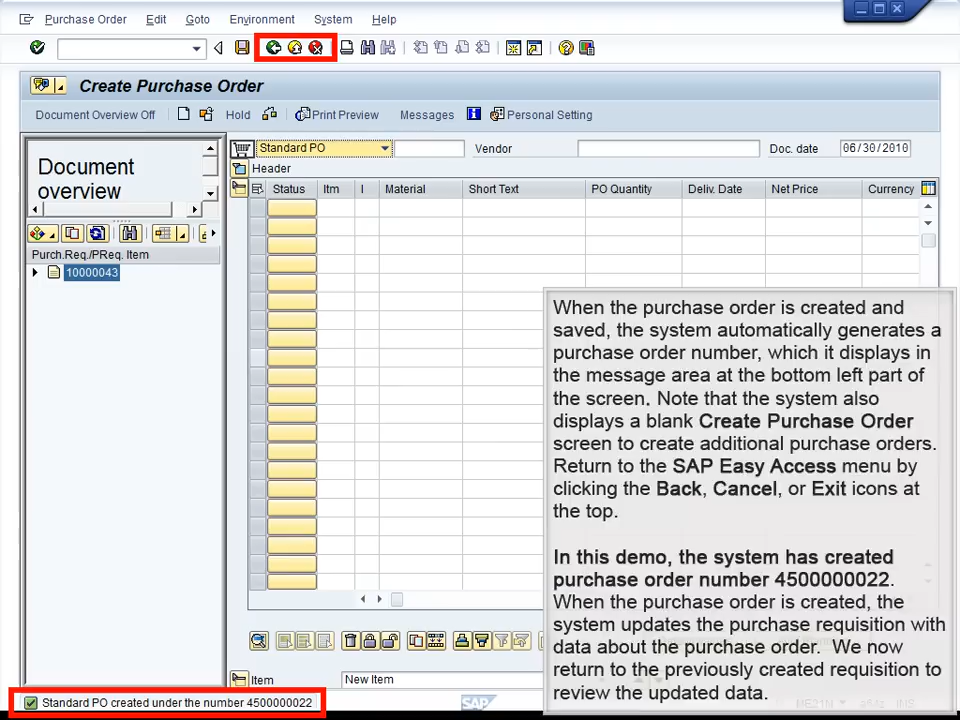 Purchase Order Edit Goto Environment System Help
Create Purchase Order
Document Overview Off Hold Print Preview Messages Personal Setting
Document
overview
Standard PO Vendor Doc. date 06/30/2010
Header
Status Itm I Material Short Text PO Quantity Deliv. Date Net Price Currency
Purch.Req./PReq. Item
10000043
When the purchase order is created and
saved, the system automatically generates a
purchase order number, which it displays in
the message area at the bottom left part of
the screen. Note that the system also
displays a blank Create Purchase Order
screen to create additional purchase orders.
Return to the SAP Easy Access menu by
clicking the Back, Cancel, or Exit icons at
the top.
In this demo, the system has created
purchase order number 4500000022.
When the purchase order is created, the
system updates the purchase requisition with
data about the purchase order. We now
return to the previously created requisition to
review the updated data.
Item New Item
Standard PO created under the number 4500000022
SAP
ME21N
INS